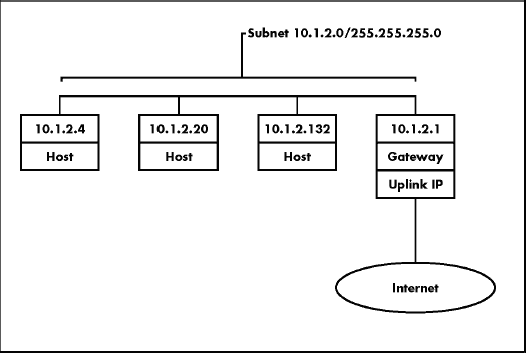 Subnet 10.1.2.0/255.255.255.0
10.1.2.4
Host
10.1.2.20
Host
10.1.2.132
Host
10.1.2.1
Gateway
Uplink IP
Internet